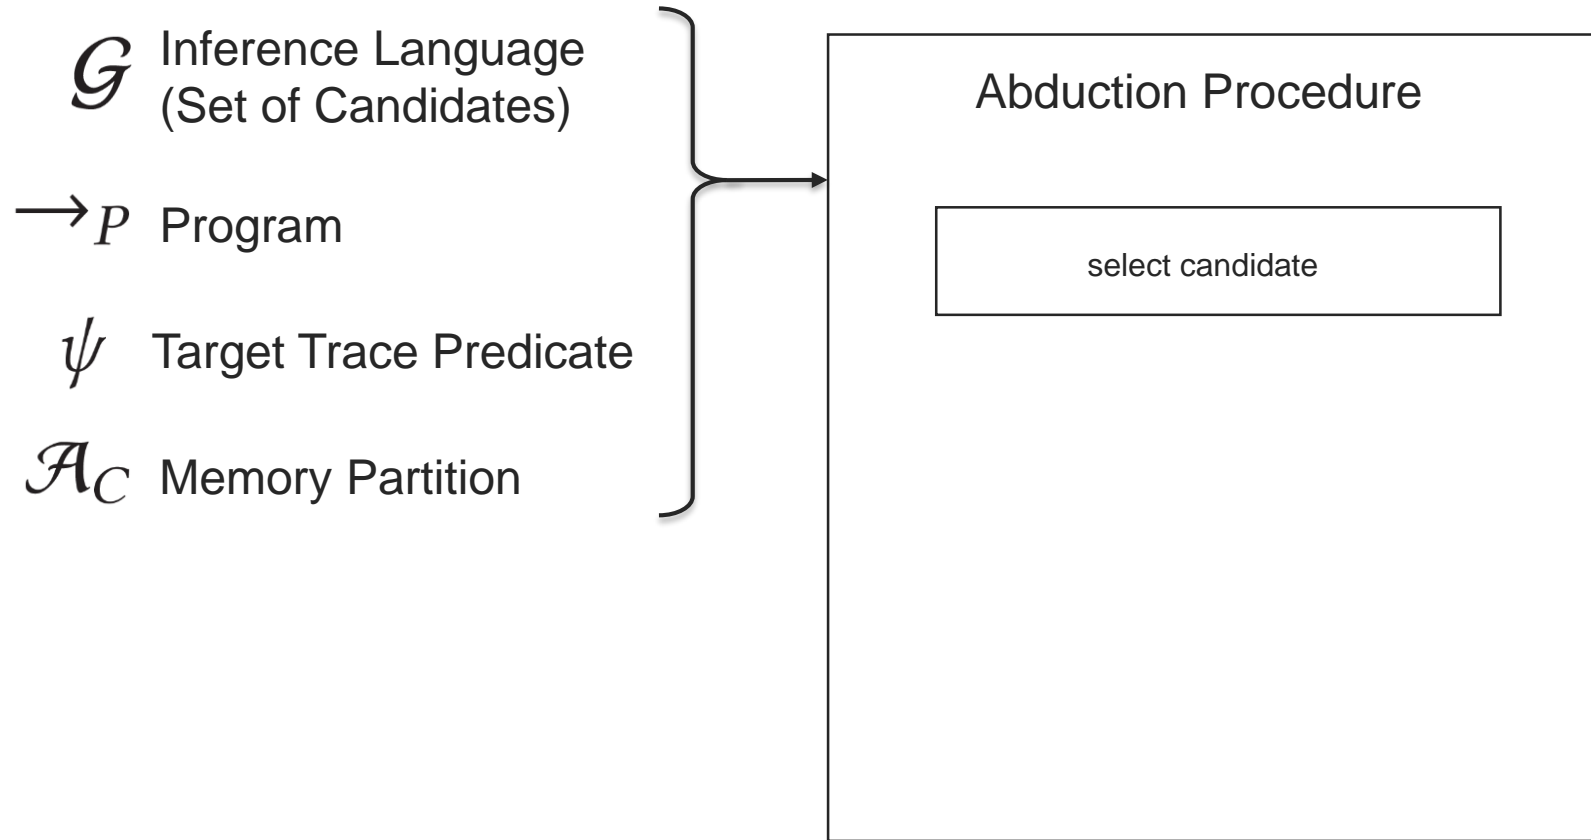 𝒢 Inference Language
(Set of Candidates)
→P Program
ψ Target Trace Predicate
𝒜C Memory Partition
Abduction Procedure
select candidate